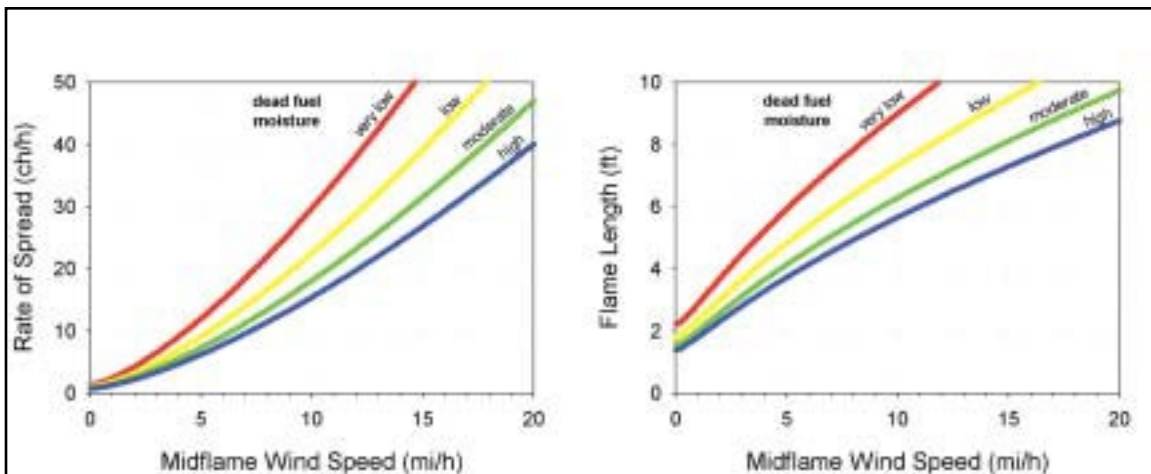 50
40
30
20
10
0
Rate of Spread (ch/h)
dead fuel
moisture
very low
low
moderate
high
0 5 10 15 20
Midflame Wind Speed (mi/h)
10
8
6
4
2
0
Flame Length (ft)
dead fuel
moisture
very low
low
moderate
high
0 5 10 15 20
Midflame Wind Speed (mi/h)